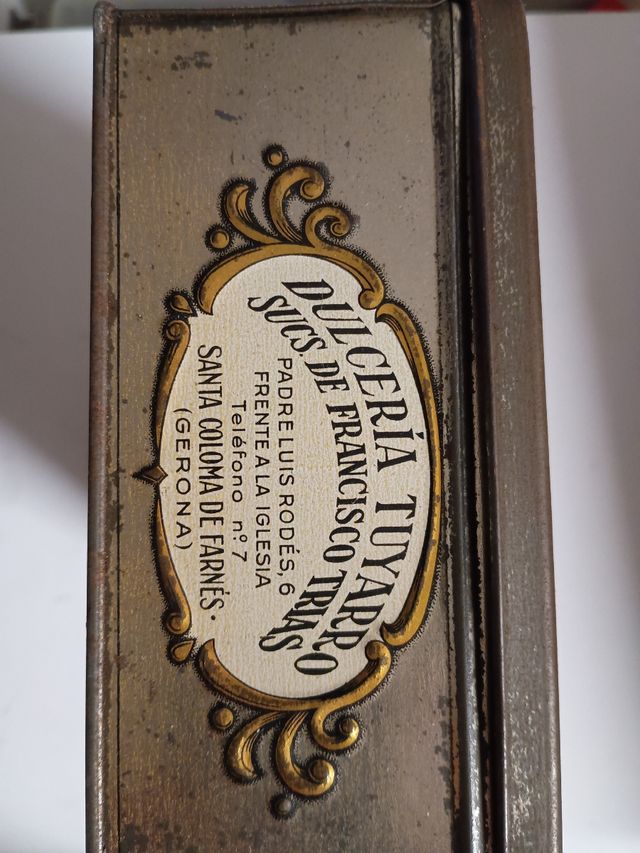 DULCERÍA TUYARRO
SUCS. DE FRANCISCO TRIAS
PADRE LUIS RODÉS, 6
FRENTE A LA IGLESIA
Teléfono nº 7
SANTA COLOMA DE FARNÉS.
(GERONA)